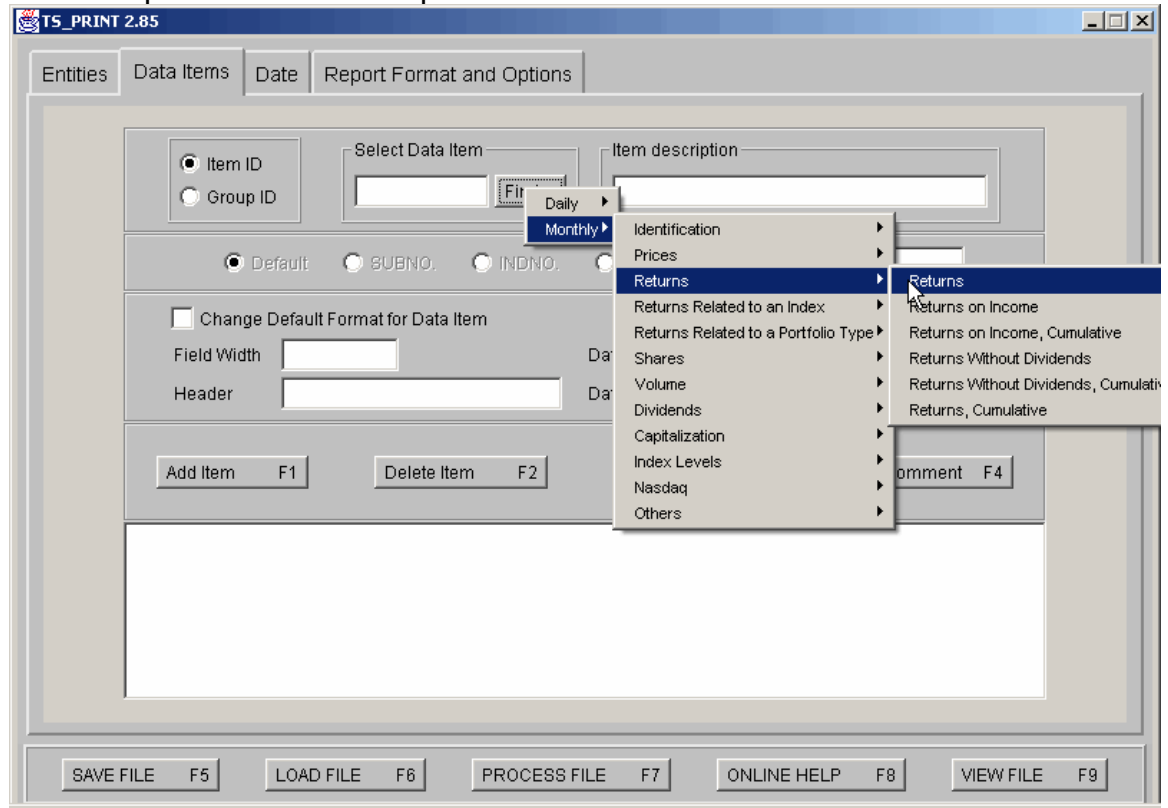 TS_PRINT 2.85
Entities Data Items Date Report Format and Options
Item ID
Group ID
Select Data Item
Item description
Daily
Monthly
Identification
Prices
Returns
Returns Related to an Index
Returns Related to a Portfolio Type
Shares
Volume
Dividends
Capitalization
Index Levels
Nasdaq
Others
Returns
Returns on Income
Returns on Income, Cumulative
Returns Without Dividends
Returns Without Dividends, Cumulativ
Returns, Cumulative
Default SUBNO. INDNO.
Change Default Format for Data Item
Field Width
Header
Add Item F1 Delete Item F2 omment F4
SAVE FILE F5 LOAD FILE F6 PROCESS FILE F7 ONLINE HELP F8 VIEW FILE F9